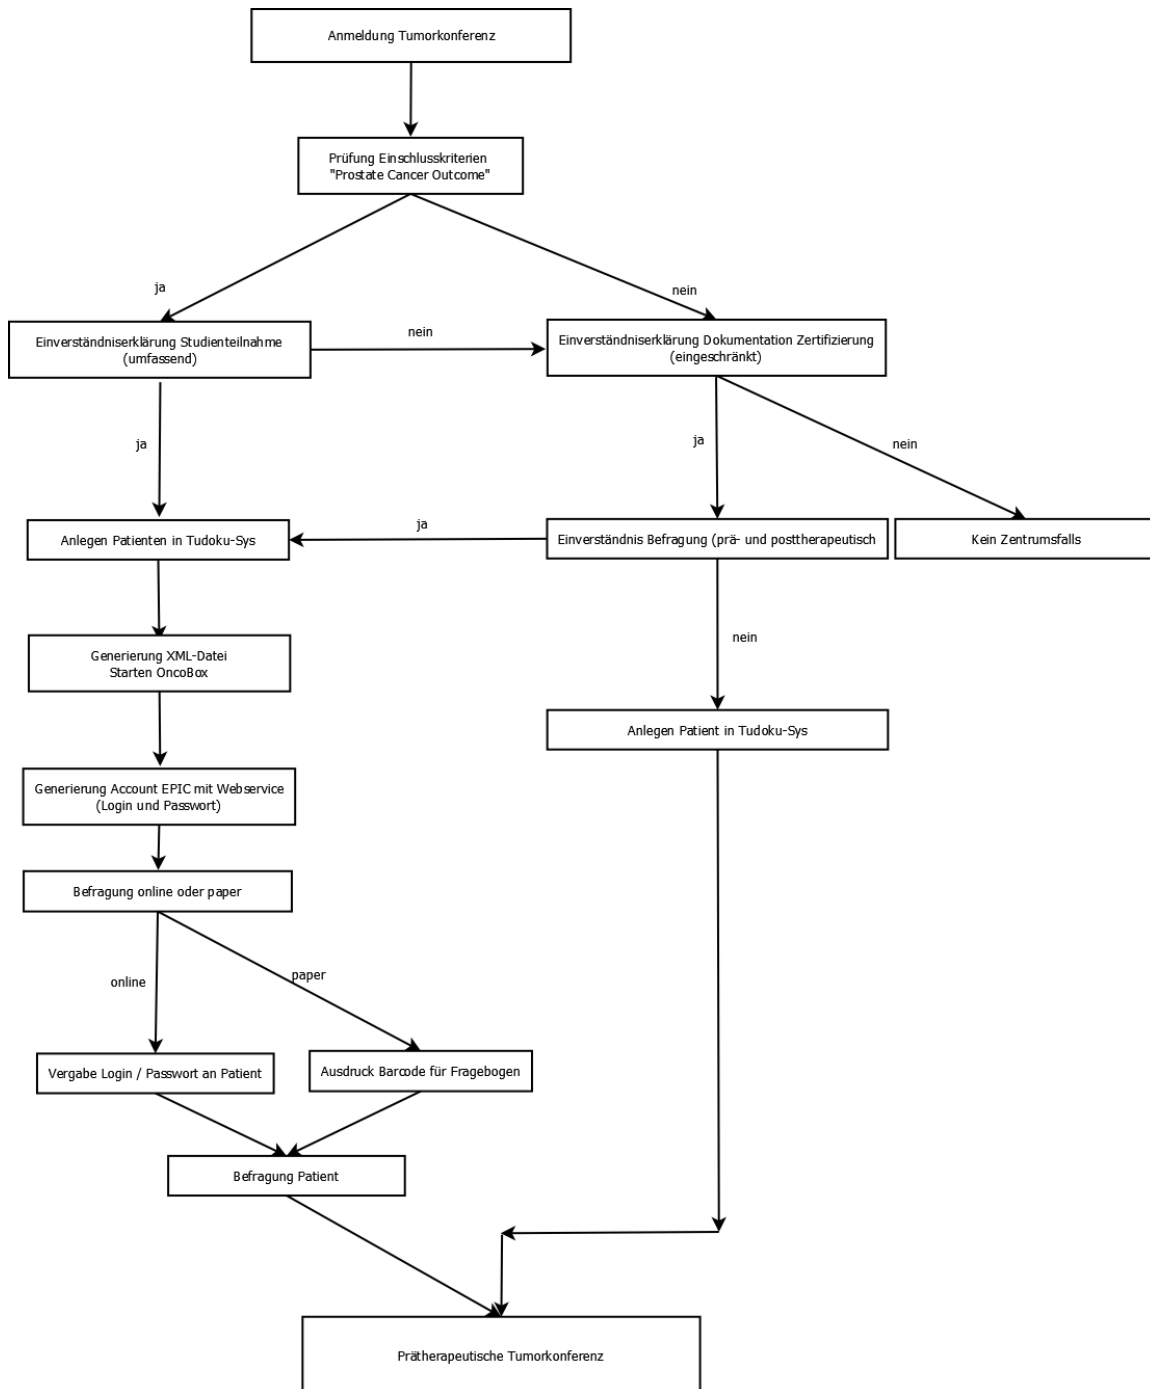 Anmeldung Tumorkonferenz
Prüfung Einschlusskriterien
"Prostate Cancer Outcome"
ja
nein
Einverständniserklärung Studienteilnahme
(umfassend)
nein
Einverständniserklärung Dokumentation Zertifizierung
(eingeschränkt)
ja
ja
nein
Anlegen Patienten in Tudoku-Sys
ja
Einverständnis Befragung (prä- und posttherapeutisch
Kein Zentrumsfalls
nein
Generierung XML-Datei
Starten OncoBox
Anlegen Patient in Tudoku-Sys
Generierung Account EPIC mit Webservice
(Login und Passwort)
Befragung online oder paper
online
paper
Vergabe Login / Passwort an Patient
Ausdruck Barcode für Fragebogen
Befragung Patient
Prätherapeutische Tumorkonferenz